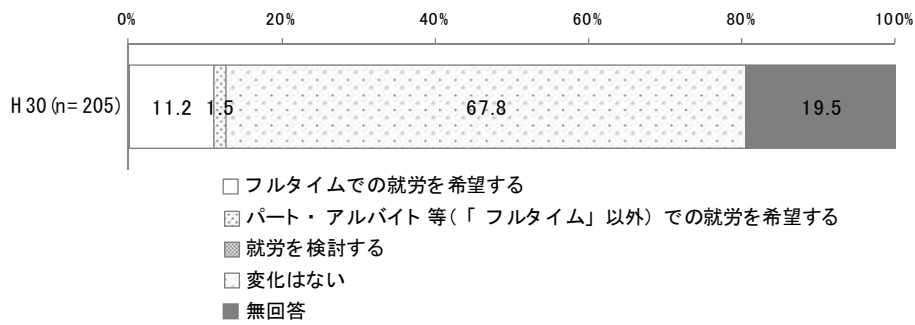 0% 20% 40% 60% 80% 100%
H30(n=205) 11.2 1.5 67.8 19.5
フルタイムでの就労を希望する
パート・アルバイト等(「フルタイム」以外)での就労を希望する
就労を検討する
変化はない
無回答